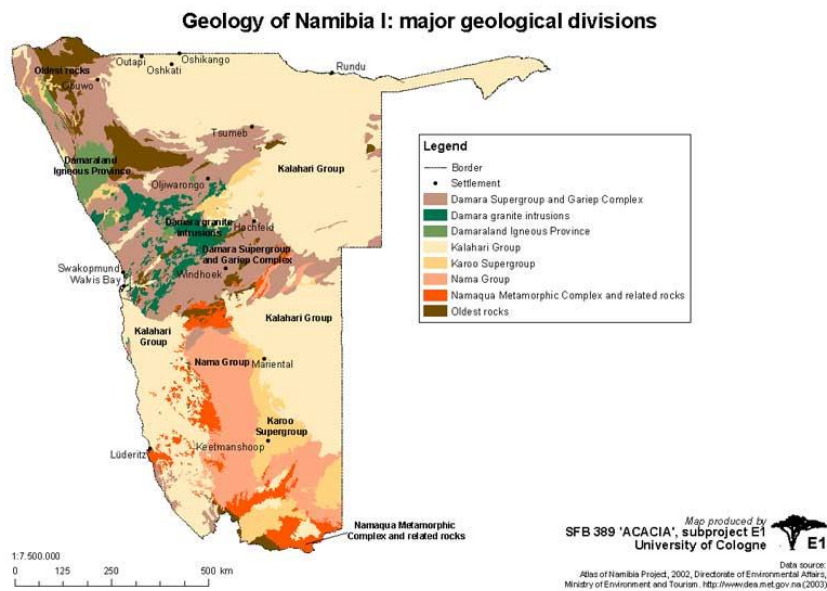 Geology of Namibia I: major geological divisions
Oshikango
Outapi
Oshkati
Rundu
Oldest rocks
Opuwo
Tsumeb
Damaraland
Igneous Province
Kalahari Group
Otjiwarongo
Damara granite
intrusions
Hochfeld
Damara Supergroup
and Gariep Complex
Swakopmund
Walvis Bay
Windhoek
Kalahari
Group
Kalahari Group
Nama Group
Mariental
Karoo
Supergroup
Lüderitz
Keetmanshoop
Namaqua Metamorphic
Complex and related rocks
Legend
Border
Settlement
Damara Supergroup and Gariep Complex
Damara granite intrusions
Damaraland Igneous Province
Kalahari Group
Karoo Supergroup
Nama Group
Namaqua Metamorphic Complex and related rocks
Oldest rocks
1:7.500.000
0 125 250 500 km
Map produced by
SFB 389 'ACACIA', subproject E1
University of Cologne
E1
Data source:
Atlas of Namibia Project, 2002, Directorate of Environmental Affairs,
Ministry of Environment and Tourism. http://www.dea.met.gov.na (2003)